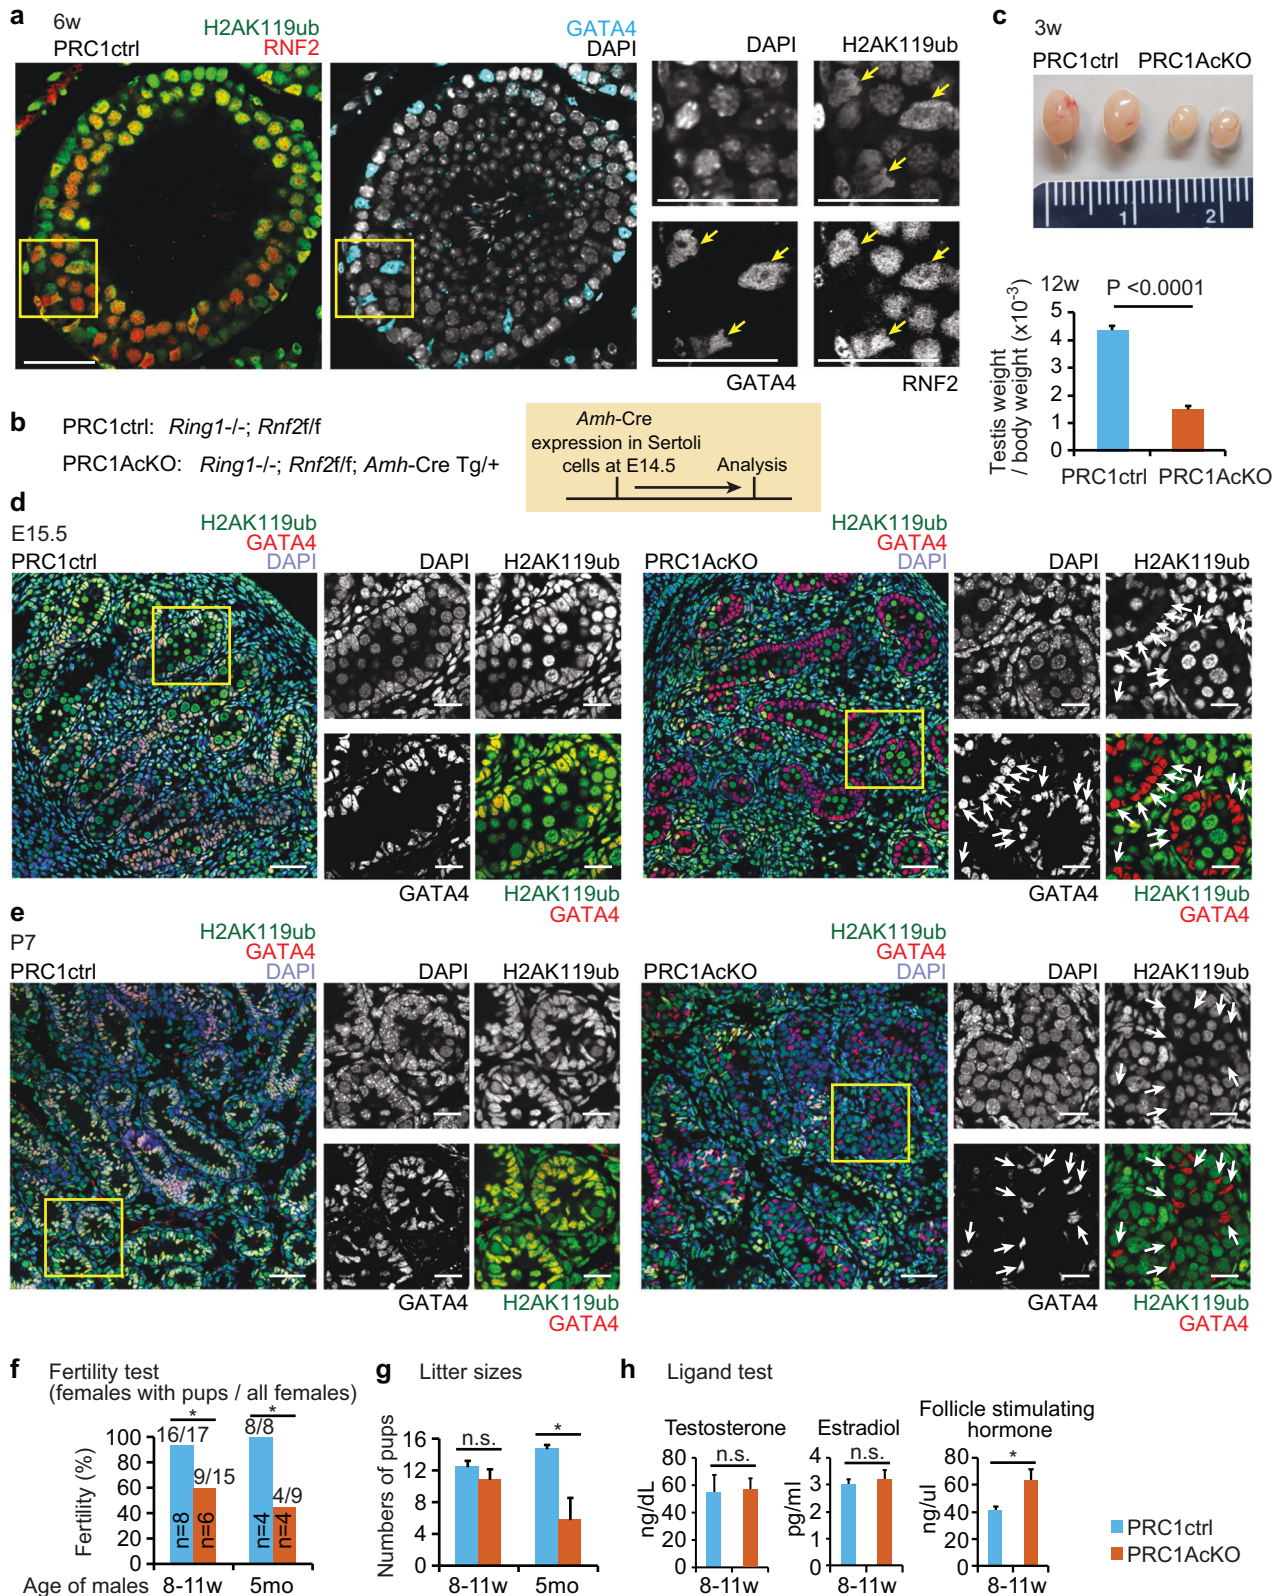 a
6w
PRC1ctrl
H2AK119ub
RNF2
GATA4
DAPI
DAPI
H2AK119ub
GATA4
RNF2
b
PRC1ctrl: Ring1-/-; Rnf2f/f
PRC1AcKO: Ring1-/-; Rnf2f/f; Amh-Cre Tg/+
Amh-Cre
expression in Sertoli
cells at E14.5
Analysis
c
3w
PRC1ctrl PRC1AcKO
1 2
12w
P <0.0001
Testis weight
/ body weight (x10⁻³)
5
4
3
2
1
0
PRC1ctrl PRC1AcKO
d
E15.5
PRC1ctrl
H2AK119ub
GATA4
DAPI
DAPI
H2AK119ub
GATA4
H2AK119ub
GATA4
PRC1AcKO
H2AK119ub
GATA4
DAPI
DAPI
H2AK119ub
GATA4
H2AK119ub
GATA4
e
P7
PRC1ctrl
H2AK119ub
GATA4
DAPI
DAPI
H2AK119ub
GATA4
H2AK119ub
GATA4
PRC1AcKO
H2AK119ub
GATA4
DAPI
DAPI
H2AK119ub
GATA4
H2AK119ub
GATA4
f
Fertility test
(females with pups / all females)
Fertility (%)
100
80
60
40
20
0
*
16/17
9/15
n=8
n=6
*
8/8
4/9
n=4
n=4
Age of males 8-11w 5mo
g
Litter sizes
Numbers of pups
16
12
8
4
0
n.s.
*
8-11w 5mo
h
Ligand test
Testosterone
ng/dL
80
60
40
20
0
n.s.
8-11w
Estradiol
pg/ml
4
3
2
1
0
n.s.
8-11w
Follicle stimulating
hormone
ng/ul
80
60
40
20
0
*
8-11w
PRC1ctrl
PRC1AcKO